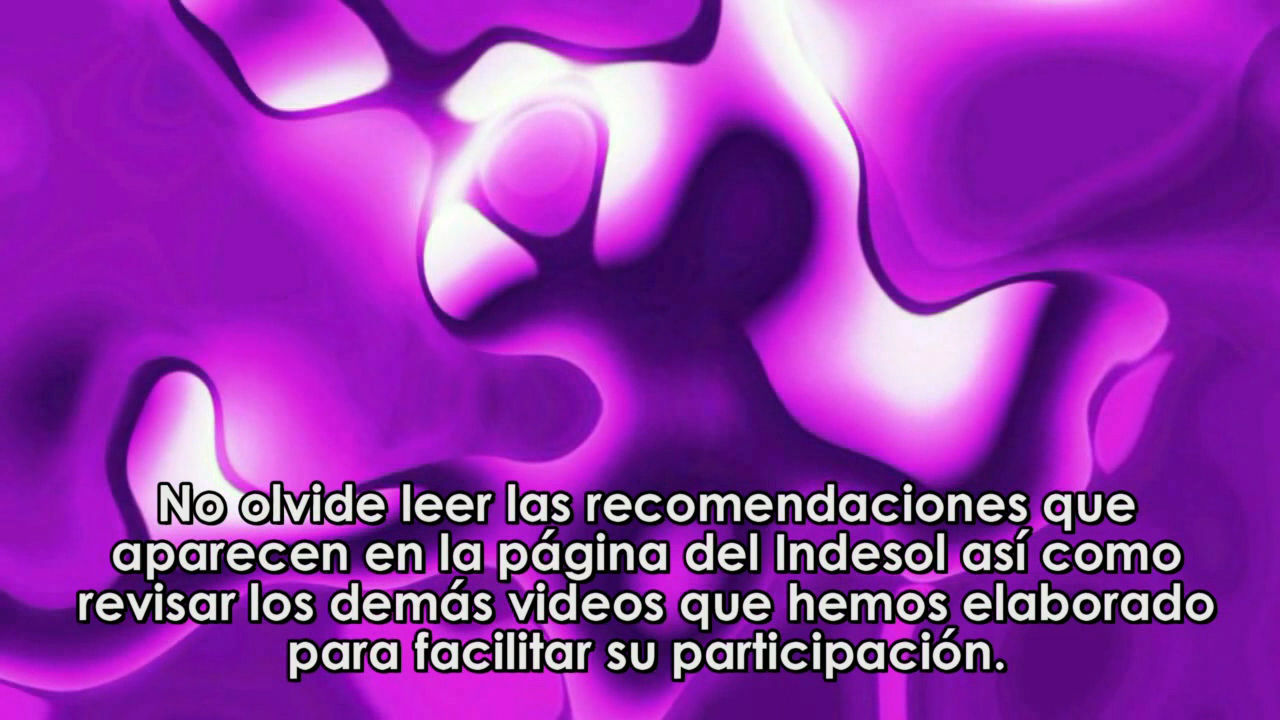 No olvide leer las recomendaciones que
aparecen en la página del Indesol así como
revisar los demás videos que hemos elaborado
para facilitar su participación.